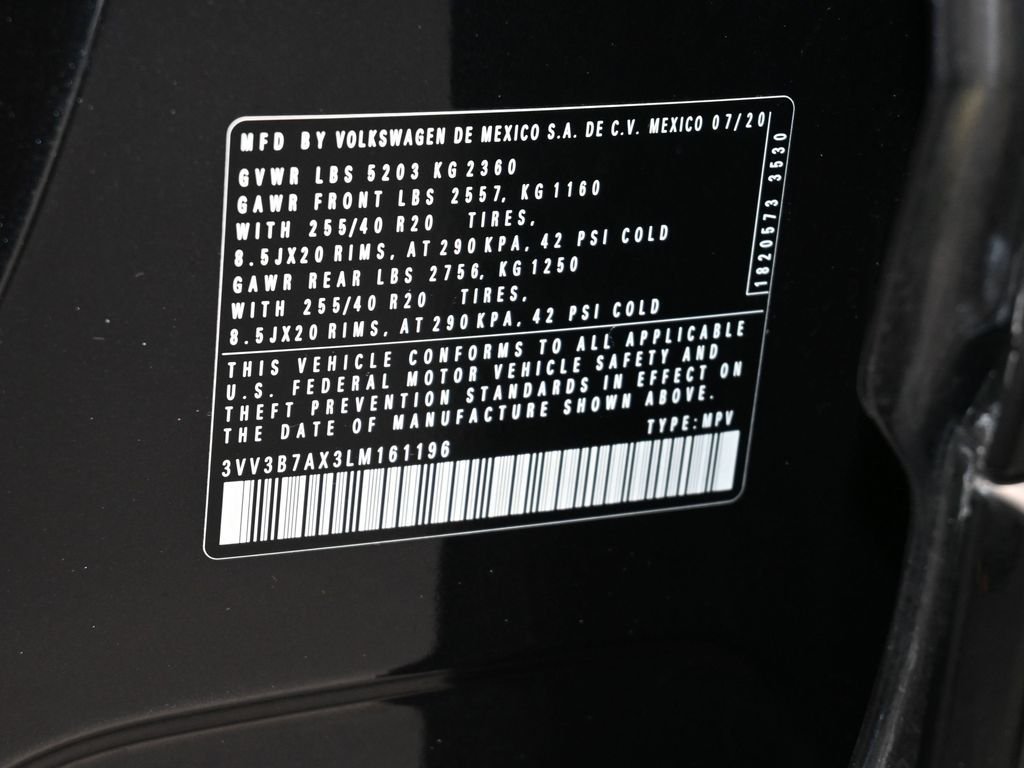 MFD BY VOLKSWAGEN DE MEXICO S.A. DE C.V. MEXICO 07/20
GVWR LBS 5203 KG 2360
GAWR FRONT LBS 2557, KG 1160
WITH 255/40 R20 TIRES,
8.5JX20 RIMS, AT 290 KPA, 42 PSI COLD
GAWR REAR LBS 2756, KG 1250
WITH 255/40 R20 TIRES,
8.5JX20 RIMS, AT 290 KPA, 42 PSI COLD
1820573 3530
THIS VEHICLE CONFORMS TO ALL APPLICABLE
U.S. FEDERAL MOTOR VEHICLE SAFETY AND
THEFT PREVENTION STANDARDS IN EFFECT ON
THE DATE OF MANUFACTURE SHOWN ABOVE.
TYPE: MPV
3VV3B7AX3LM161196